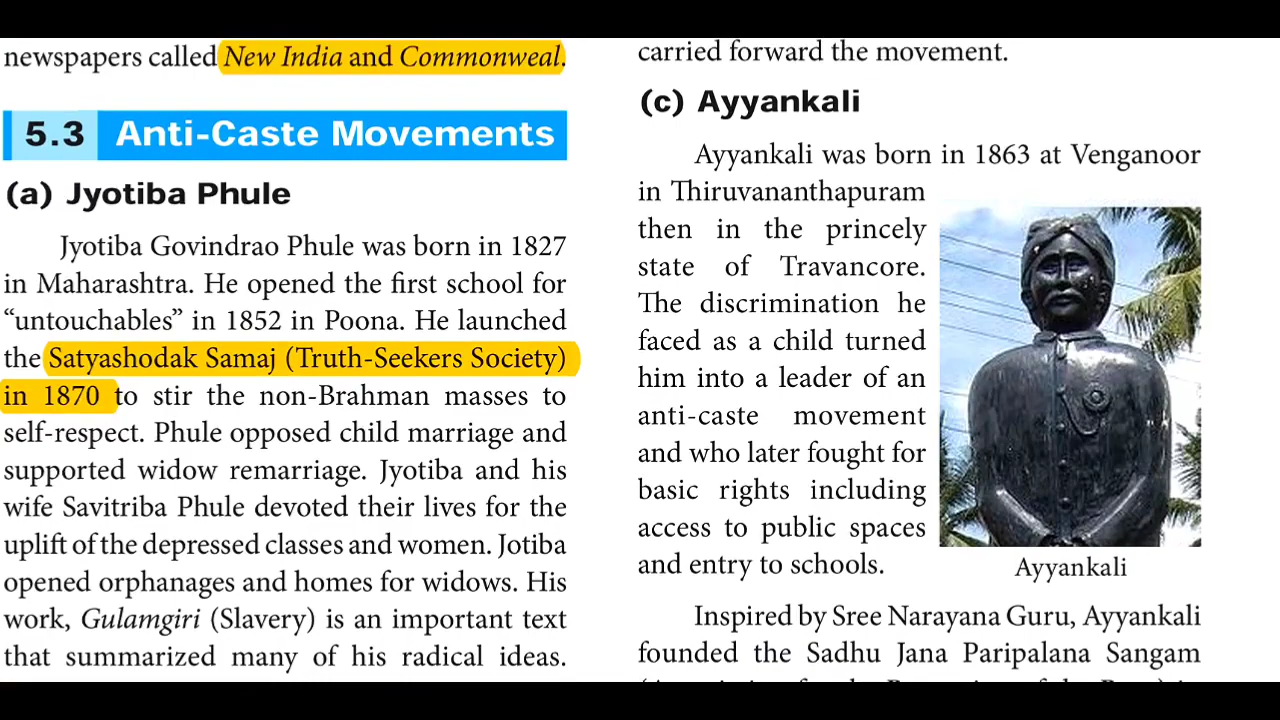 newspapers called New India and Commonweal.
5.3 Anti-Caste Movements
(a) Jyotiba Phule
Jyotiba Govindrao Phule was born in 1827
in Maharashtra. He opened the first school for
“untouchables” in 1852 in Poona. He launched
the Satyashodak Samaj (Truth-Seekers Society)
in 1870 to stir the non-Brahman masses to
self-respect. Phule opposed child marriage and
supported widow remarriage. Jyotiba and his
wife Savitriba Phule devoted their lives for the
uplift of the depressed classes and women. Jotiba
opened orphanages and homes for widows. His
work, Gulamgiri (Slavery) is an important text
that summarized many of his radical ideas.
carried forward the movement.
(c) Ayyankali
Ayyankali was born in 1863 at Venganoor
in Thiruvananthapuram
then in the princely
state of Travancore.
The discrimination he
faced as a child turned
him into a leader of an
anti-caste movement
and who later fought for
basic rights including
access to public spaces
and entry to schools.
Ayyankali
Inspired by Sree Narayana Guru, Ayyankali
founded the Sadhu Jana Paripalana Sangam